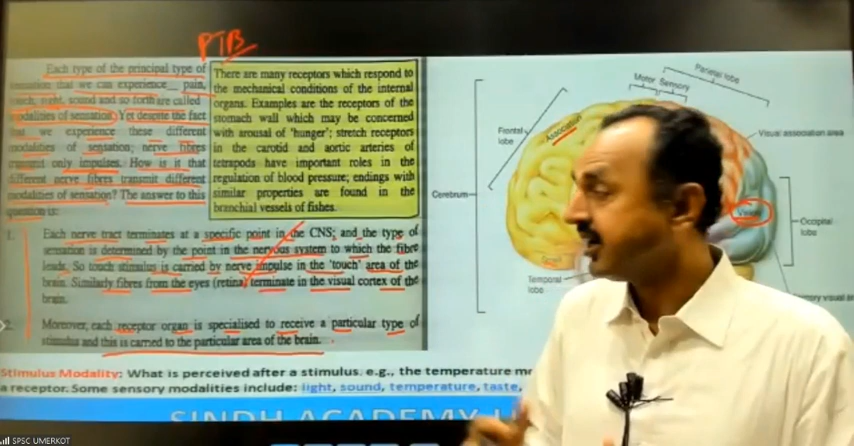 PTB
Each type of the principal type of
sensation that we can experience_ pain,
touch, sight, sound and so forth are called
modalities of sensation. Yet despite the fact
that we experience these different
modalities of sensation; nerve fibres
transmit only impulses. How is it that
different nerve fibres transmit different
modalities of sensation? The answer to this
question is:
There are many receptors which respond to
the mechanical conditions of the internal
organs. Examples are the receptors of the
stomach wall which may be concerned
with arousal of 'hunger'; stretch receptors
in the carotid and aortic arteries of
tetrapods have important roles in the
regulation of blood pressure; endings with
similar properties are found in the
branchial vessels of fishes.
1. Each nerve tract terminates at a specific point in the CNS; and the type of
sensation is determined by the point in the nervous system to which the fibre
leads. So touch stimulus is carried by nerve impulse in the 'touch' area of the
brain. Similarly fibres from the eyes (retina) terminate in the visual cortex of the
brain.
2. Moreover, each receptor organ is specialised to receive a particular type of
stimulus and this is carried to the particular area of the brain.
Stimulus Modality: What is perceived after a stimulus. e.g., the temperature
a receptor. Some sensory modalities include: light, sound, temperature, taste,
SINDH ACADEMY
Parietal lobe
Motor Sensory
Frontal
lobe
Association
Visual association area
Cerebrum
Visual
Occipital
lobe
Temporal
lobe
SPSC UMERKOT